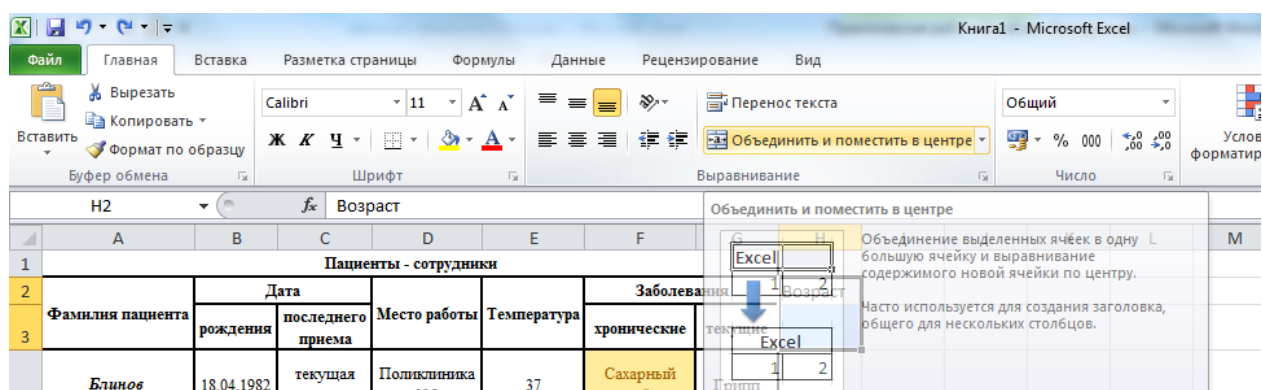 Книга1 - Microsoft Excel
Файл Главная Вставка Разметка страницы Формулы Данные Рецензирование Вид
Вырезать
Копировать
Формат по образцу
Вставить
Calibri 11
Ж К Ч
Перенос текста
Объединить и поместить в центре
Общий
% 000
Буфер обмена Шрифт Выравнивание Число
H2 fx Возраст
Объединить и поместить в центре
A B C D E F G H L M
1 Пациенты - сотрудники
2 Дата Заболевания Возраст
3 Фамилия пациента рождения последнего приема Место работы Температура хронические текущие
Блинов 18.04.1982 текущая Поликлиника 37 Сахарный Грипп
Excel
1 2
Excel
1 2
Объединение выделенных ячеек в одну
большую ячейку и выравнивание
содержимого новой ячейки по центру.
Часто используется для создания заголовка,
общего для нескольких столбцов.